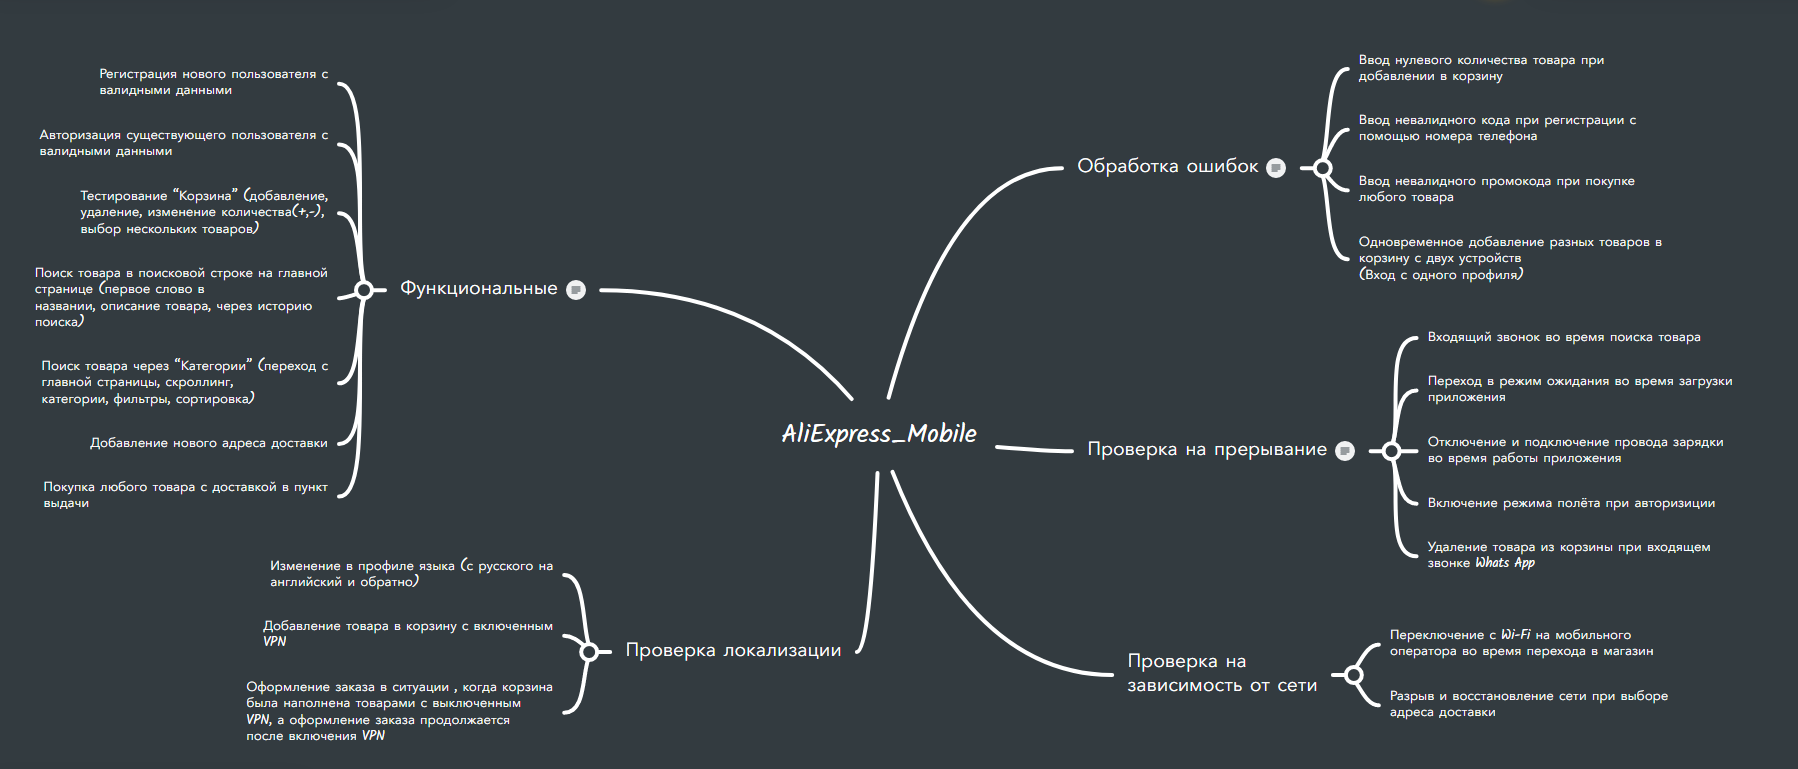 Регистрация нового пользователя с
валидными данными
Авторизация существующего пользователя с
валидными данными
Тестирование “Корзина” (добавление,
удаление, изменение количества(+,-),
выбор нескольких товаров)
Поиск товара в поисковой строке на главной
странице (первое слово в
названии, описание товара, через историю
поиска)
Поиск товара через “Категории” (переход с
главной страницы, скроллинг,
категории, фильтры, сортировка)
Добавление нового адреса доставки
Покупка любого товара с доставкой в пункт
выдачи
Функциональные
Изменение в профиле языка (с русского на
английский и обратно)
Добавление товара в корзину с включенным
VPN
Оформление заказа в ситуации , когда корзина
была наполнена товарами с выключенным
VPN, а оформление заказа продолжается
после включения VPN
Проверка локализации
AliExpress_Mobile
Обработка ошибок
Ввод нулевого количества товара при
добавлении в корзину
Ввод невалидного кода при регистрации с
помощью номера телефона
Ввод невалидного промокода при покупке
любого товара
Одновременное добавление разных товаров в
корзину с двух устройств
(Вход с одного профиля)
Проверка на прерывание
Входящий звонок во время поиска товара
Переход в режим ожидания во время загрузки
приложения
Отключение и подключение провода зарядки
во время работы приложения
Включение режима полёта при авторизиции
Удаление товара из корзины при входящем
звонке Whats App
Проверка на
зависимость от сети
Переключение с Wi-Fi на мобильного
оператора во время перехода в магазин
Разрыв и восстановление сети при выборе
адреса доставки